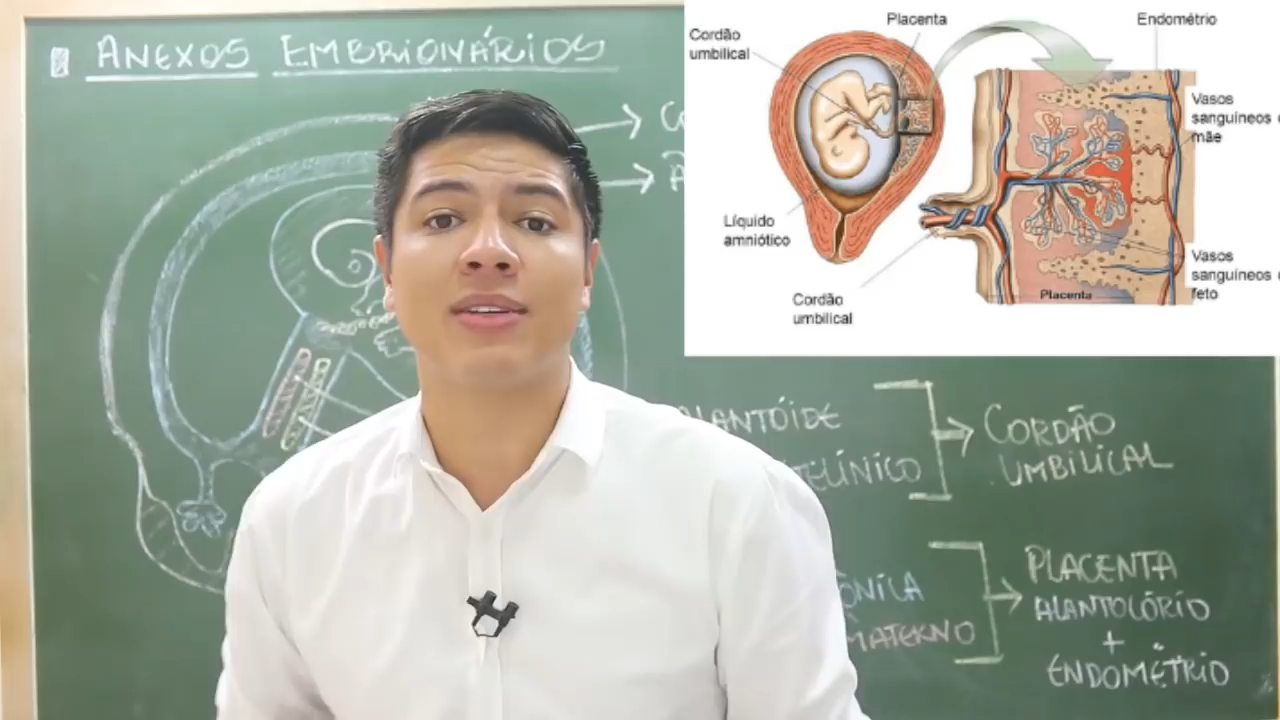 ANEXOS EMBRIONÁRIOS
Placenta
Cordão
umbilical
Endométrio
Vasos
sanguíneos
mãe
Líquido
amniótico
Cordão
umbilical
Placenta
Vasos
sanguíneos
feto
ALANTÓIDE
CORDÃO
UMBILICAL
PLACENTA
ALANTOCÓRIO
+
ENDOMÉTRIO
MATERNO